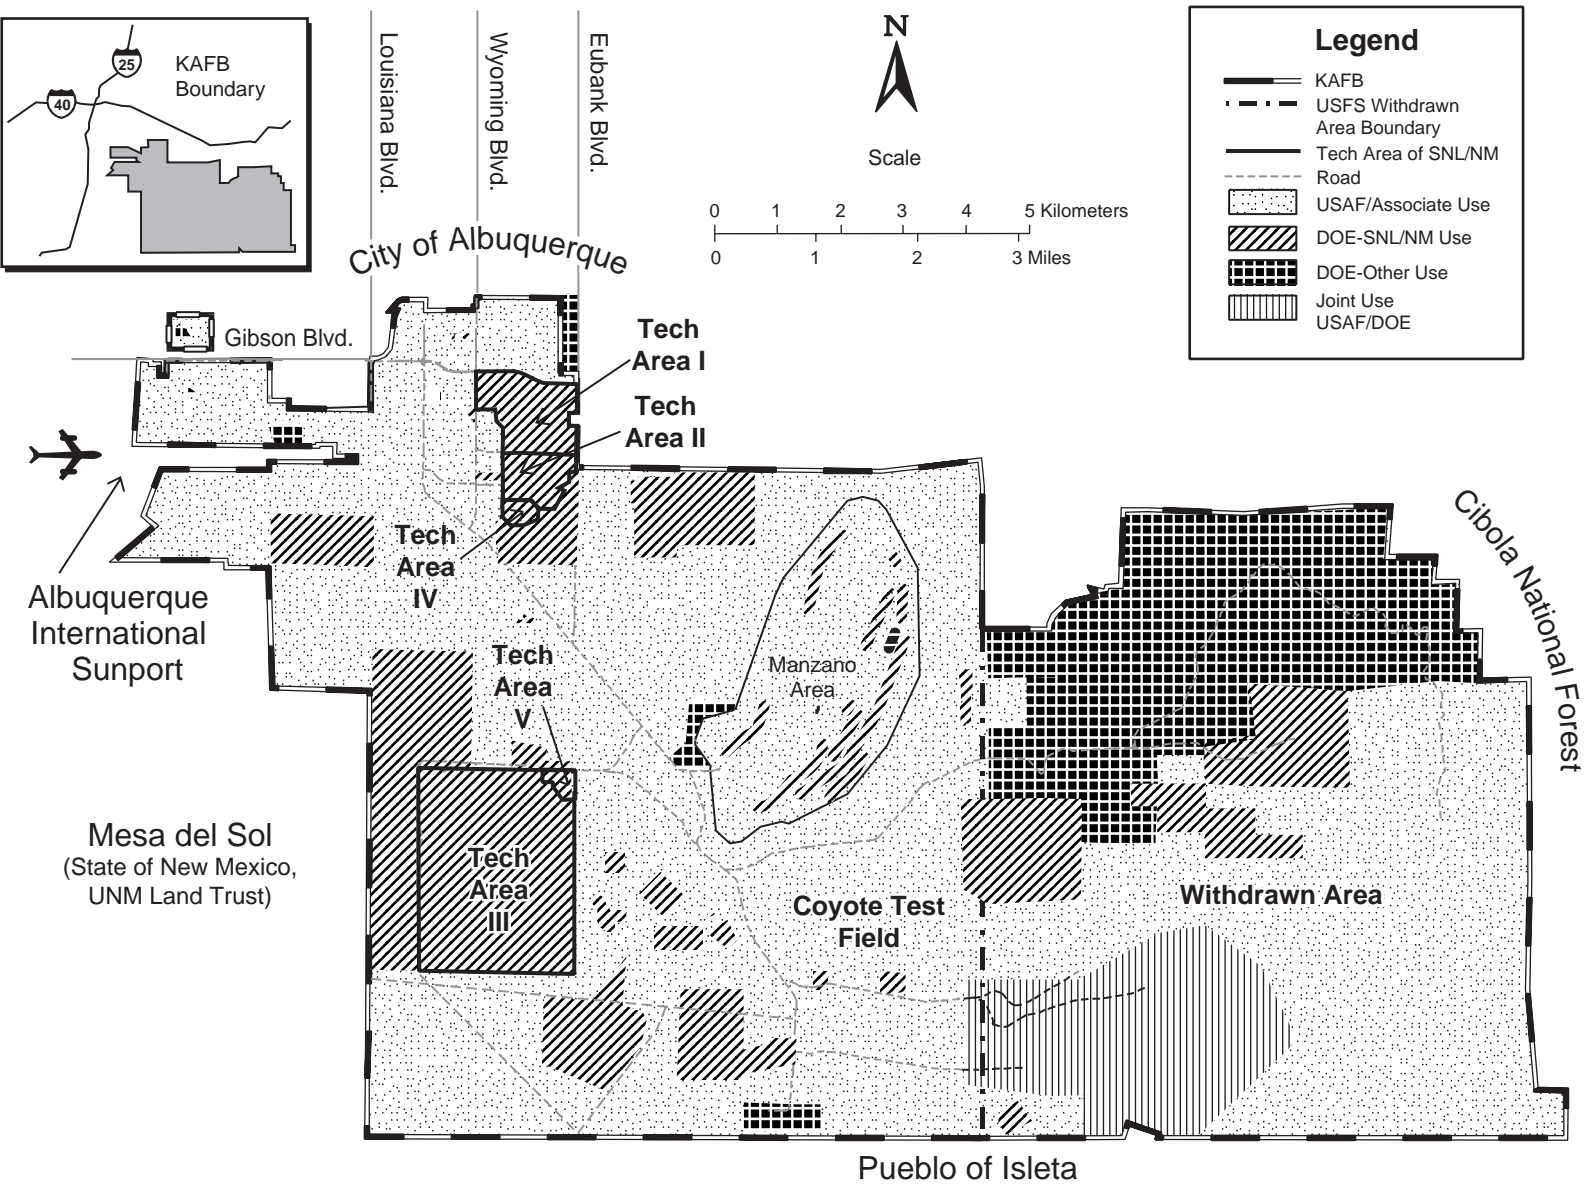 25
40
KAFB
Boundary
Louisiana Blvd.
Wyoming Blvd.
Eubank Blvd.
N
Scale
0 1 2 3 4 5 Kilometers
0 1 2 3 Miles
Legend
KAFB
USFS Withdrawn
Area Boundary
Tech Area of SNL/NM
Road
USAF/Associate Use
DOE-SNL/NM Use
DOE-Other Use
Joint Use
USAF/DOE
City of Albuquerque
Gibson Blvd.
Tech
Area I
Tech
Area II
Tech
Area
IV
Albuquerque
International
Sunport
Tech
Area
V
Manzano
Area
Cibola National Forest
Mesa del Sol
(State of New Mexico,
UNM Land Trust)
Tech
Area
III
Coyote Test
Field
Withdrawn Area
Pueblo of Isleta